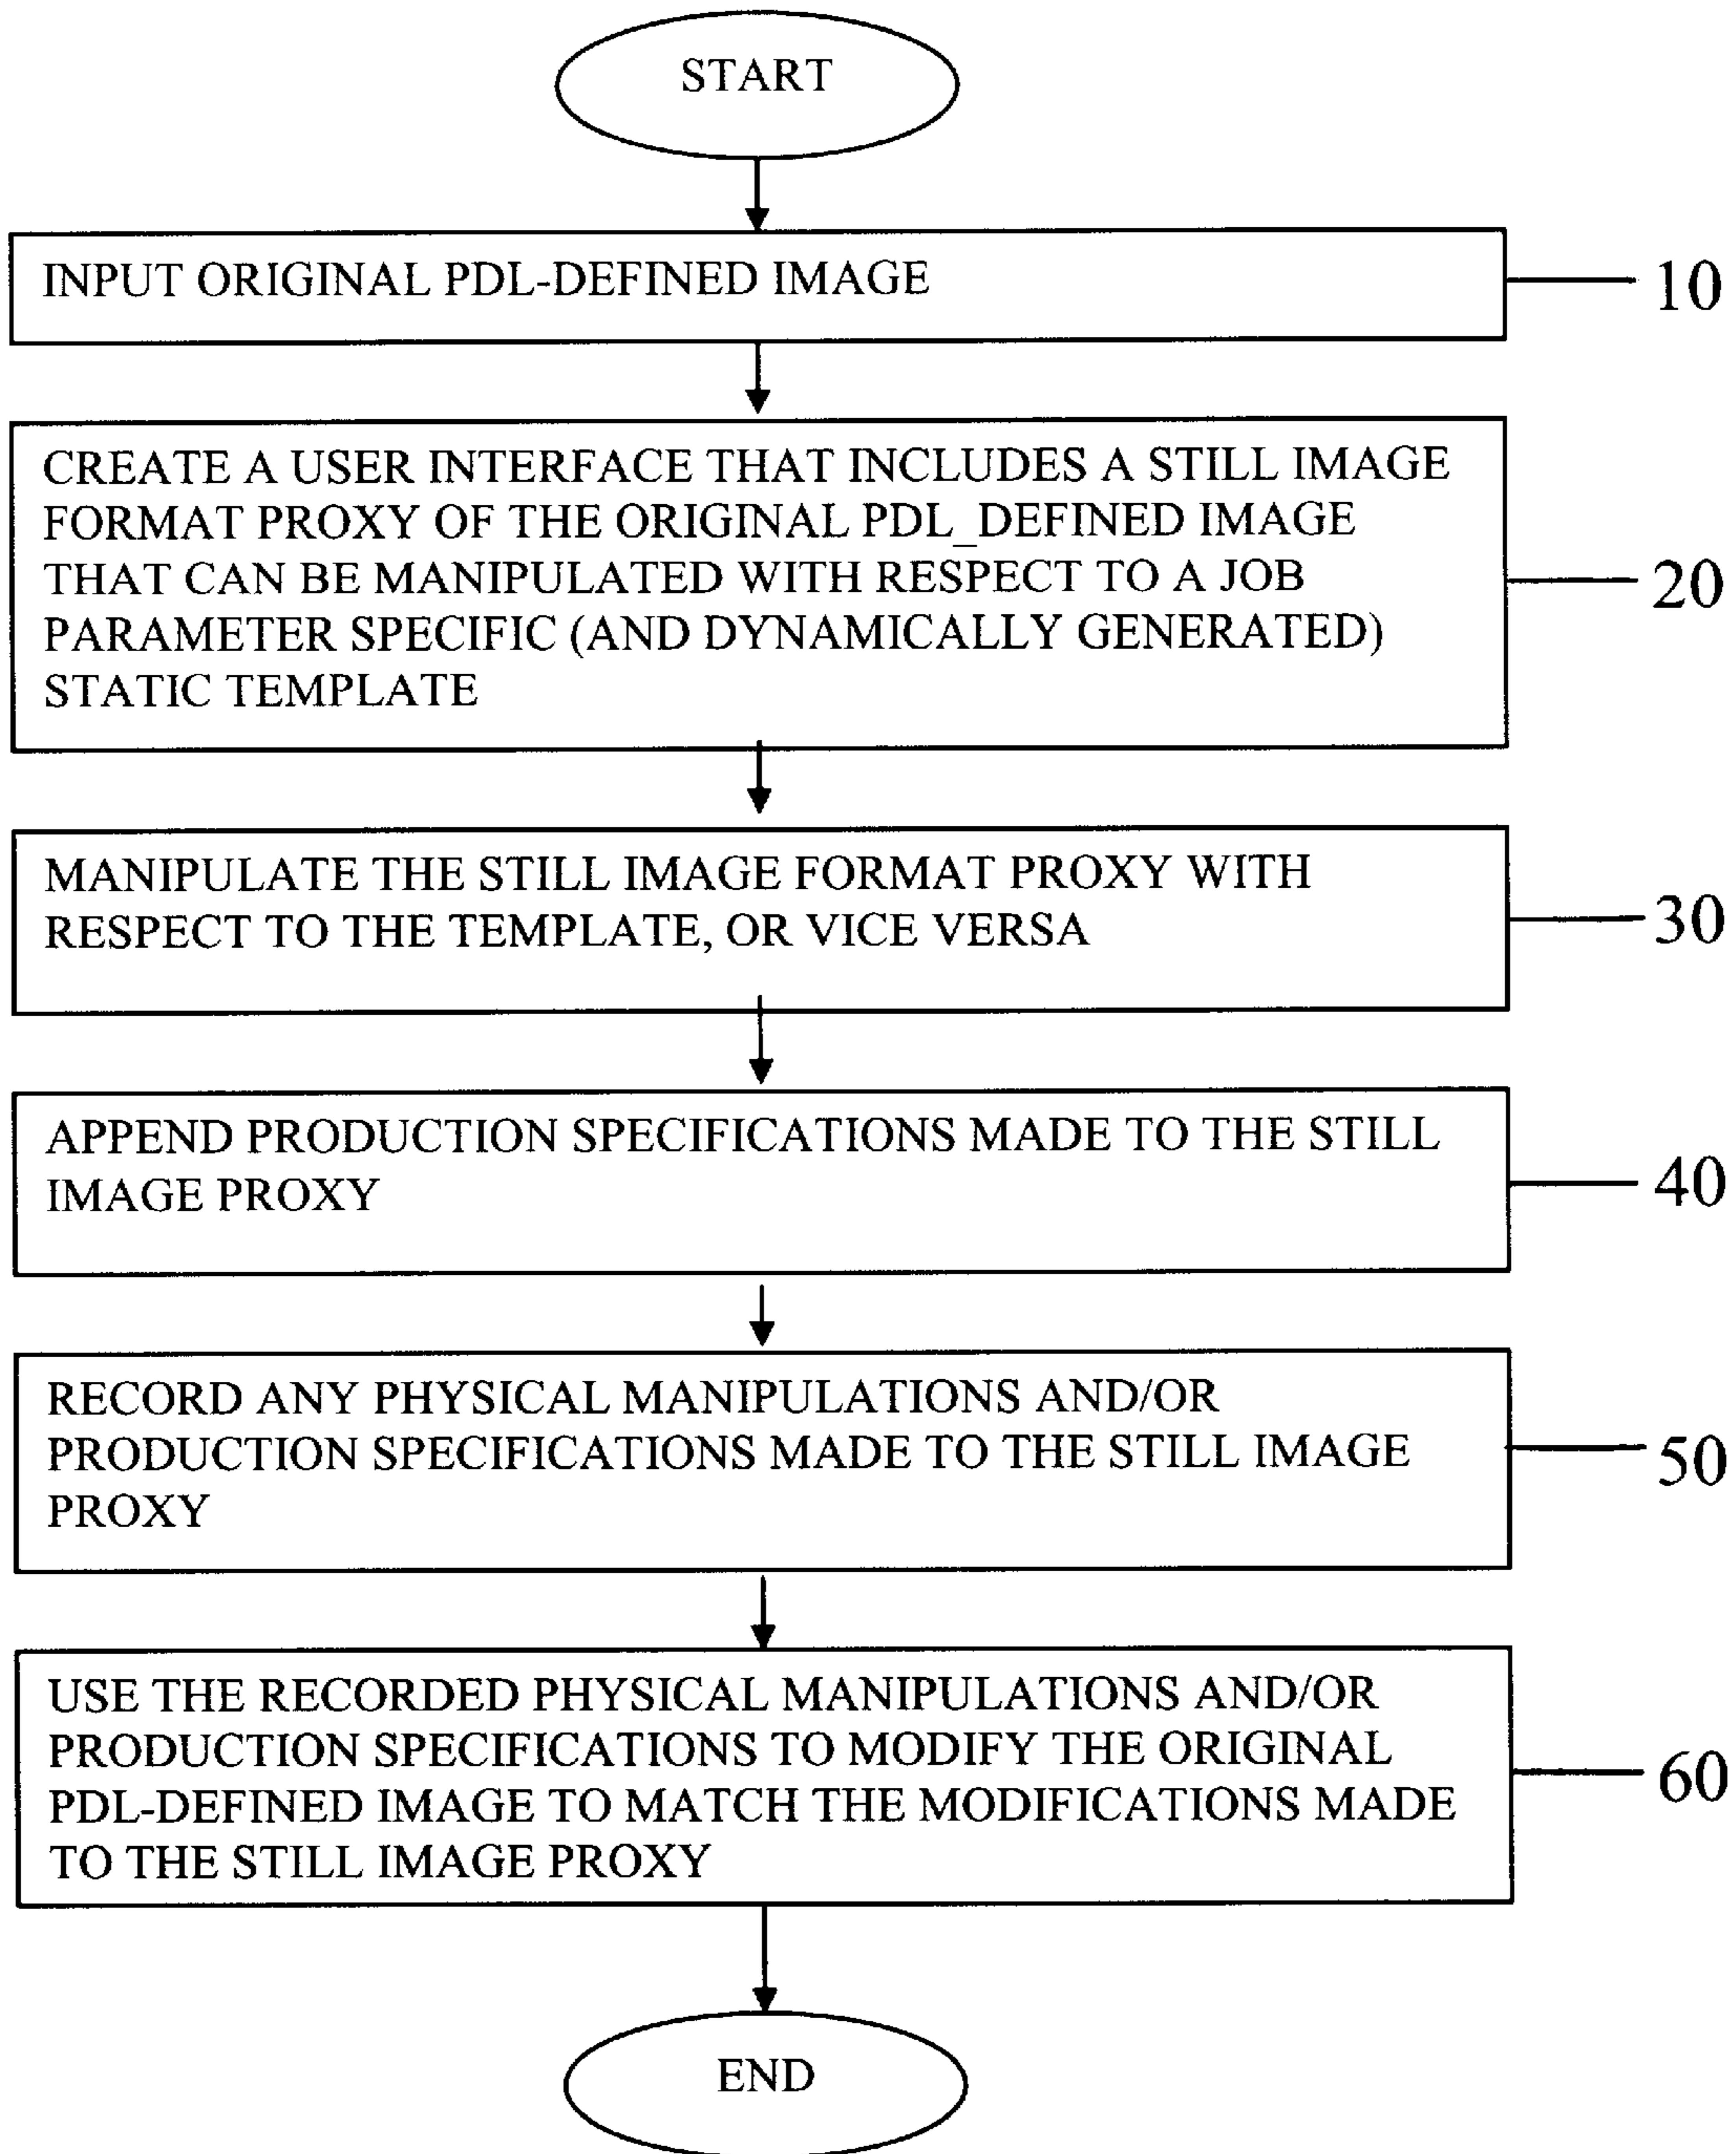 START
INPUT ORIGINAL PDL-DEFINED IMAGE
10
CREATE A USER INTERFACE THAT INCLUDES A STILL IMAGE
FORMAT PROXY OF THE ORIGINAL PDL_DEFINED IMAGE
THAT CAN BE MANIPULATED WITH RESPECT TO A JOB
PARAMETER SPECIFIC (AND DYNAMICALLY GENERATED)
STATIC TEMPLATE
20
MANIPULATE THE STILL IMAGE FORMAT PROXY WITH
RESPECT TO THE TEMPLATE, OR VICE VERSA
30
APPEND PRODUCTION SPECIFICATIONS MADE TO THE STILL
IMAGE PROXY
40
RECORD ANY PHYSICAL MANIPULATIONS AND/OR
PRODUCTION SPECIFICATIONS MADE TO THE STILL IMAGE
PROXY
50
USE THE RECORDED PHYSICAL MANIPULATIONS AND/OR
PRODUCTION SPECIFICATIONS TO MODIFY THE ORIGINAL
PDL-DEFINED IMAGE TO MATCH THE MODIFICATIONS MADE
TO THE STILL IMAGE PROXY
60
END